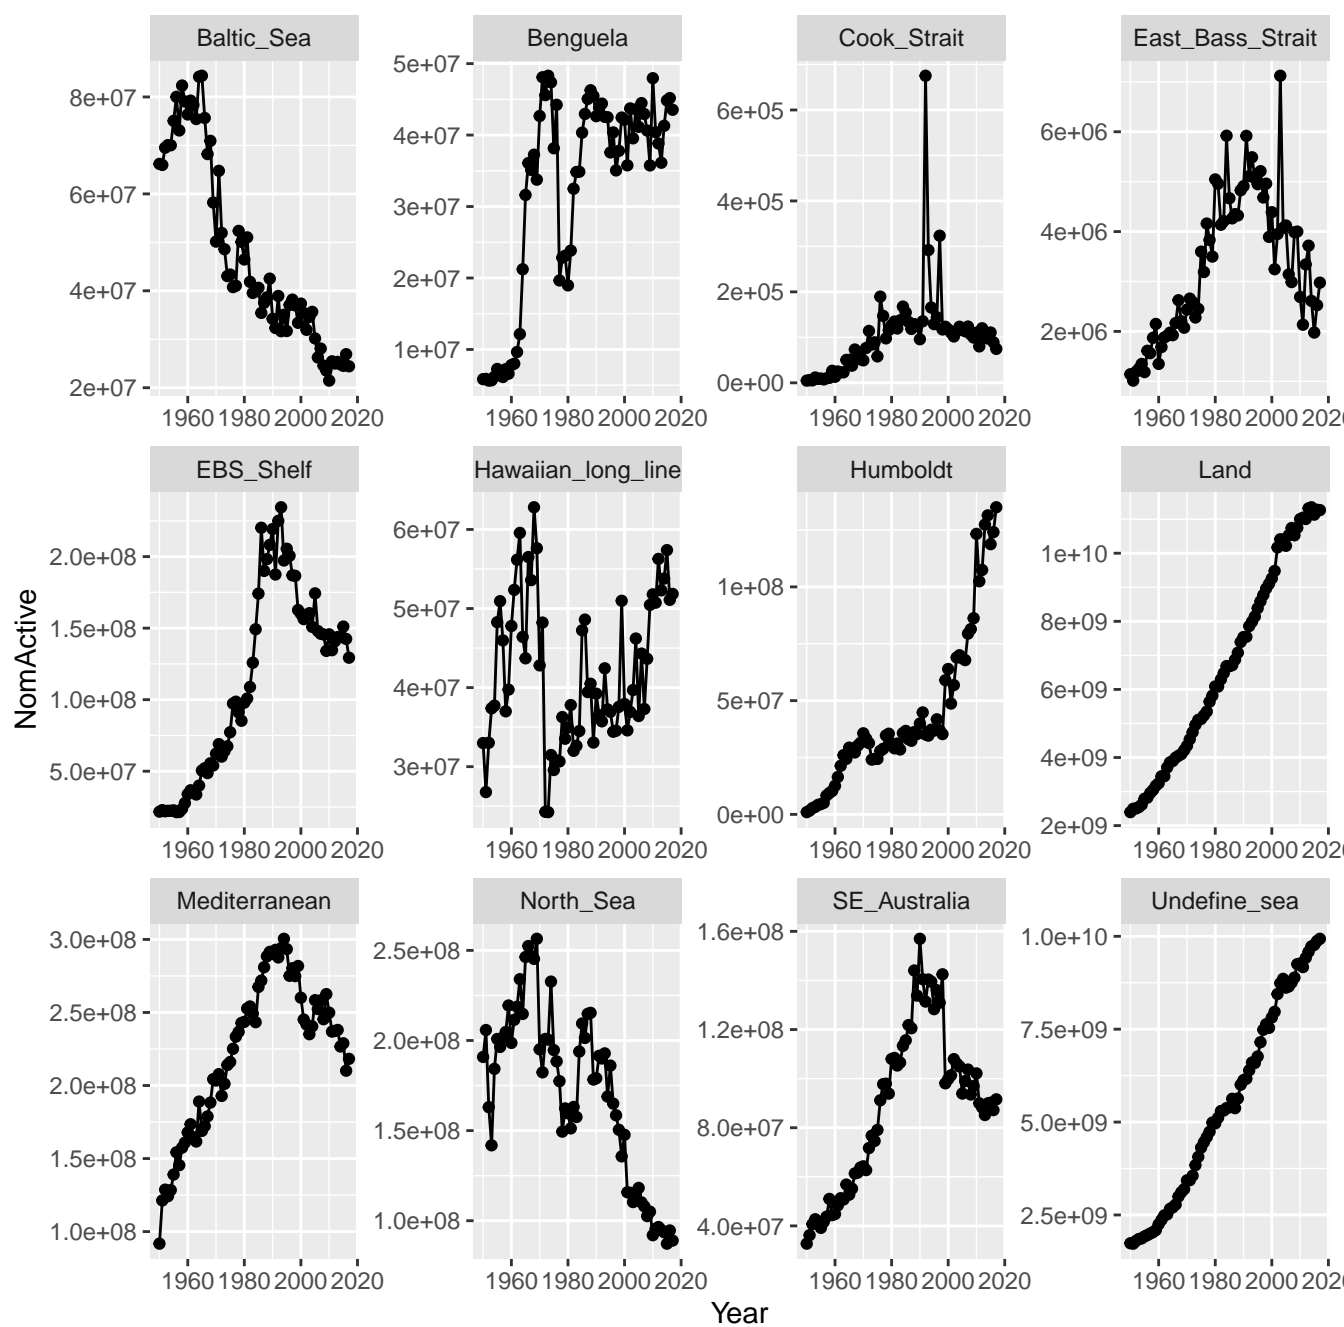 Baltic_Sea Benguela Cook_Strait East_Bass_Strait
8e+07
6e+07
4e+07
2e+07
5e+07
4e+07
3e+07
2e+07
1e+07
6e+05
4e+05
2e+05
0e+00
6e+06
4e+06
2e+06
1960 1980 2000 2020 1960 1980 2000 2020 1960 1980 2000 2020 1960 1980 2000 202
EBS_Shelf Hawaiian_long_line Humboldt Land
2.0e+08
1.5e+08
1.0e+08
5.0e+07
6e+07
5e+07
4e+07
3e+07
1e+08
5e+07
0e+00
1e+10
8e+09
6e+09
4e+09
2e+09
1960 1980 2000 2020 1960 1980 2000 2020 1960 1980 2000 2020 1960 1980 2000 202
Mediterranean North_Sea SE_Australia Undefine_sea
3.0e+08
2.5e+08
2.0e+08
1.5e+08
1.0e+08
2.5e+08
2.0e+08
1.5e+08
1.0e+08
1.6e+08
1.2e+08
8.0e+07
4.0e+07
1.0e+10
7.5e+09
5.0e+09
2.5e+09
1960 1980 2000 2020 1960 1980 2000 2020 1960 1980 2000 2020 1960 1980 2000 202
NomActive
Year